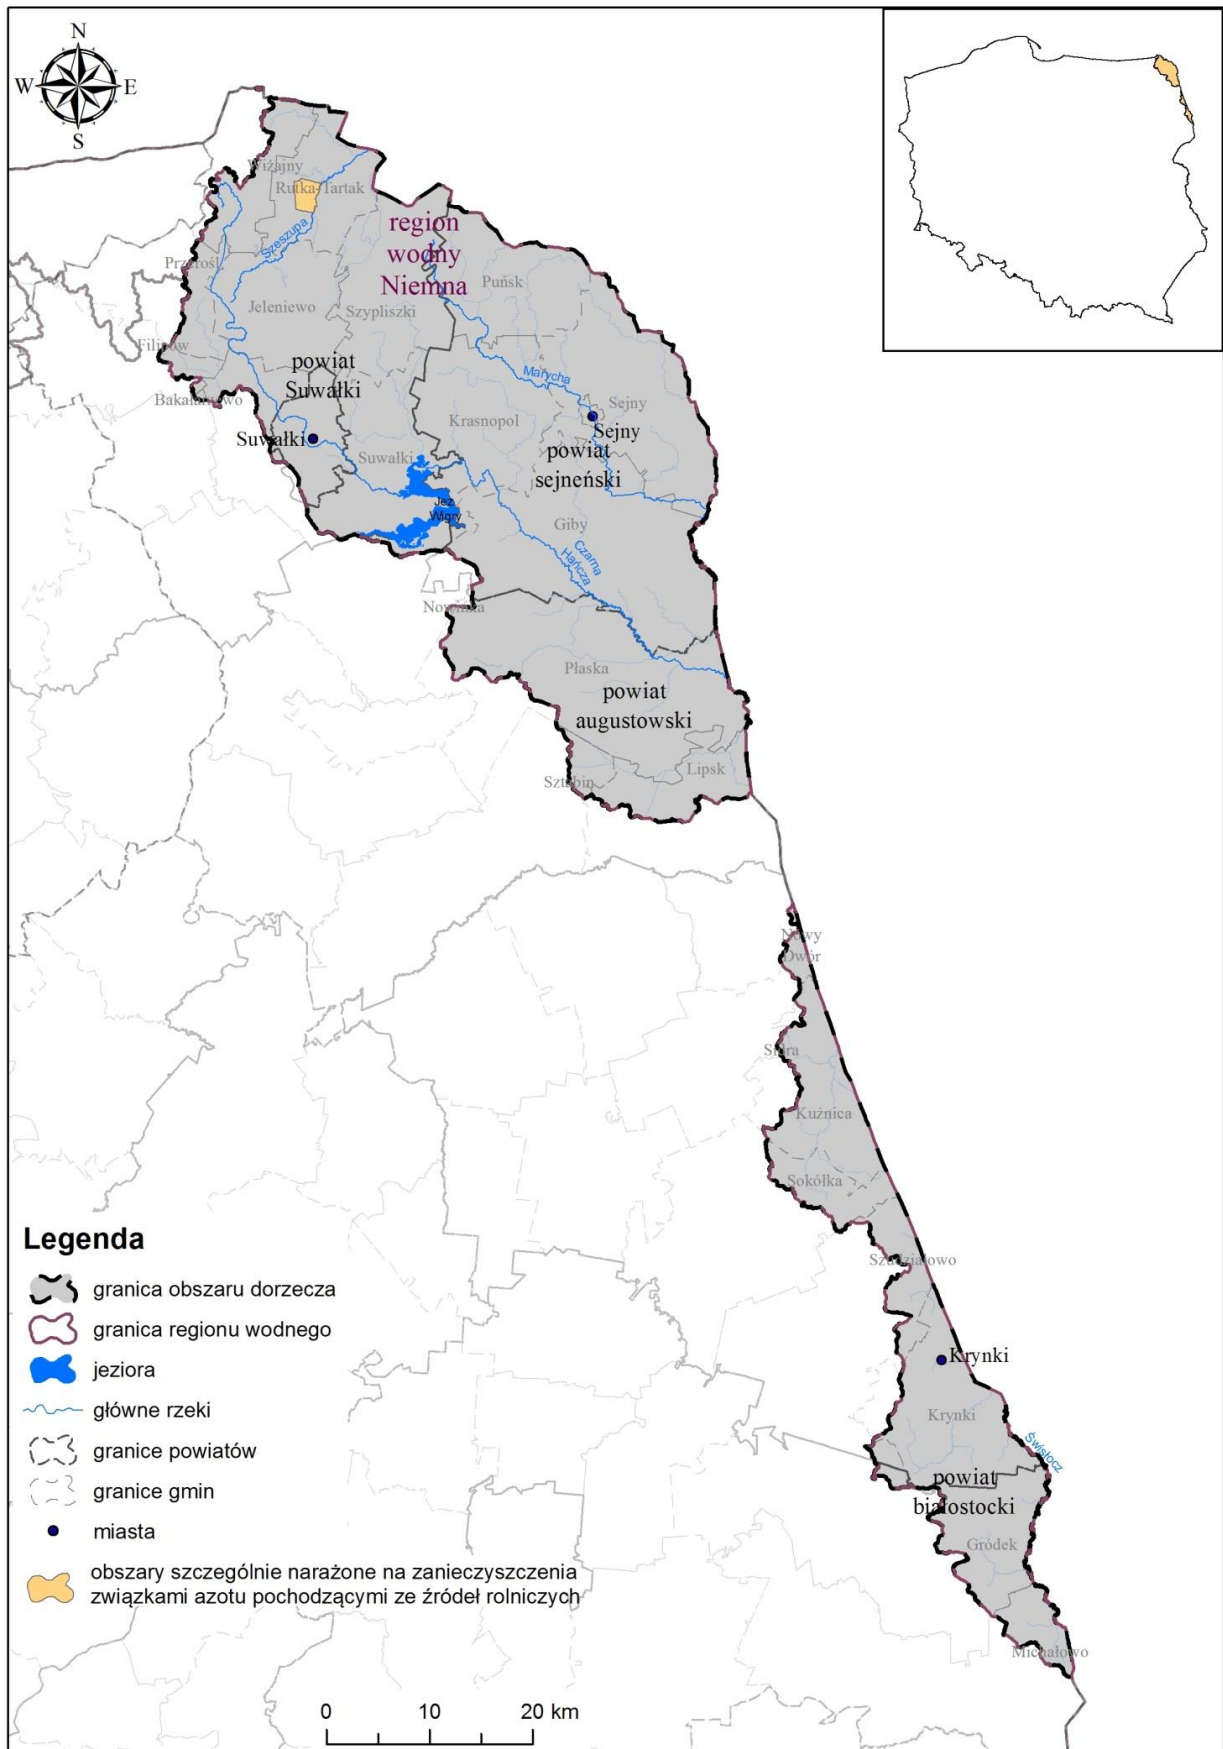 N
W
E
S
Wiżajny
Rutka-Tartak
region
wodny
Niemna
Szeszupa
Przerośl
Puńsk
Jeleniewo
Szypliszki
Filipów
powiat
Suwałki
Marycha
Bakałarzewo
Sejny
Krasnopol
Sejny
Suwałki
Suwałki
powiat
sejneński
Jez
Wigry
Giby
Czarna
Hańcza
Nowinka
Płaska
powiat
augustowski
Lipsk
Sztabin
Nowy
Dwór
Sidra
Kuźnica
Sokółka
Szudziałowo
Krynki
Krynki
Świsłocz
powiat
białostocki
Gródek
Michałowo
Legenda
granica obszaru dorzecza
granica regionu wodnego
jeziora
główne rzeki
granice powiatów
granice gmin
miasta
obszary szczególnie narażone na zanieczyszczenia
związkami azotu pochodzącymi ze źródeł rolniczych
0 10 20 km